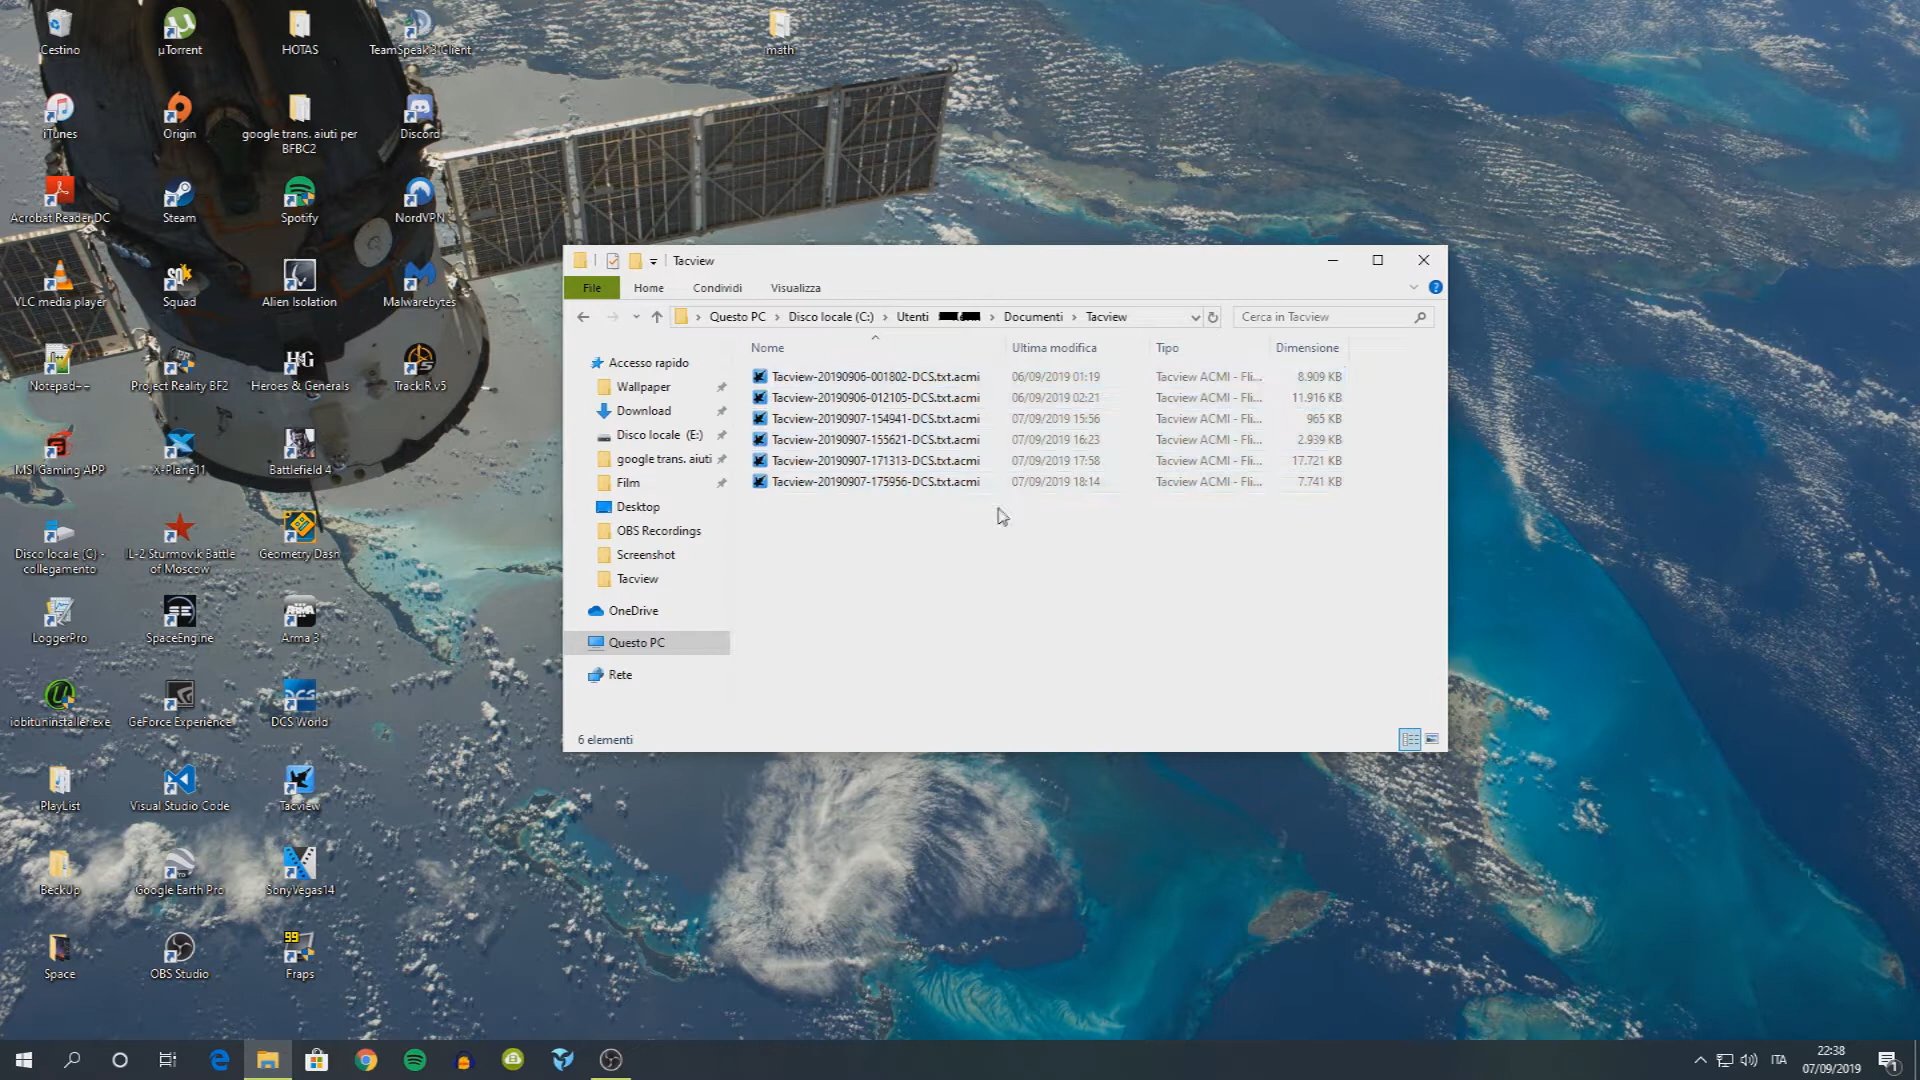 Cestino
µTorrent
HOTAS
TeamSpeak 3 Client
math
iTunes
Origin
google trans. aiuti per
BFBC2
Discord
Acrobat Reader DC
Steam
Spotify
NordVPN
VLC media player
Squad
Alien Isolation
Malwarebytes
Notepad++
Project Reality BF2
Heroes & Generals
TrackIR v5
MSI Gaming APP
X-Plane11
Battlefield 4
Disco locale (C) -
collegamento
IL-2 Sturmovik Battle
of Moscow
Geometry Dash
LoggerPro
SpaceEngine
Arma 3
iobituninstaller.exe
GeForce Experience
DCS World
PlayList
Visual Studio Code
Tacview
BeckUp
Google Earth Pro
SonyVegas14
Space
OBS Studio
Fraps
Tacview
File
Home
Condividi
Visualizza
Questo PC
Disco locale (C:)
Utenti
Documenti
Tacview
Cerca in Tacview
Nome
Ultima modifica
Tipo
Dimensione
Tacview-20190906-001802-DCS.txt.acmi 06/09/2019 01:19 Tacview ACMI - Fli... 8.909 KB
Tacview-20190906-012105-DCS.txt.acmi 06/09/2019 02:21 Tacview ACMI - Fli... 11.916 KB
Tacview-20190907-154941-DCS.txt.acmi 07/09/2019 15:56 Tacview ACMI - Fli... 965 KB
Tacview-20190907-155621-DCS.txt.acmi 07/09/2019 16:23 Tacview ACMI - Fli... 2.939 KB
Tacview-20190907-171313-DCS.txt.acmi 07/09/2019 17:58 Tacview ACMI - Fli... 17.721 KB
Tacview-20190907-175956-DCS.txt.acmi 07/09/2019 18:14 Tacview ACMI - Fli... 7.741 KB
Accesso rapido
Wallpaper
Download
Disco locale (E:)
google trans. aiuti
Film
Desktop
OBS Recordings
Screenshot
Tacview
OneDrive
Questo PC
Rete
6 elementi
ITA
22:38
07/09/2019
1